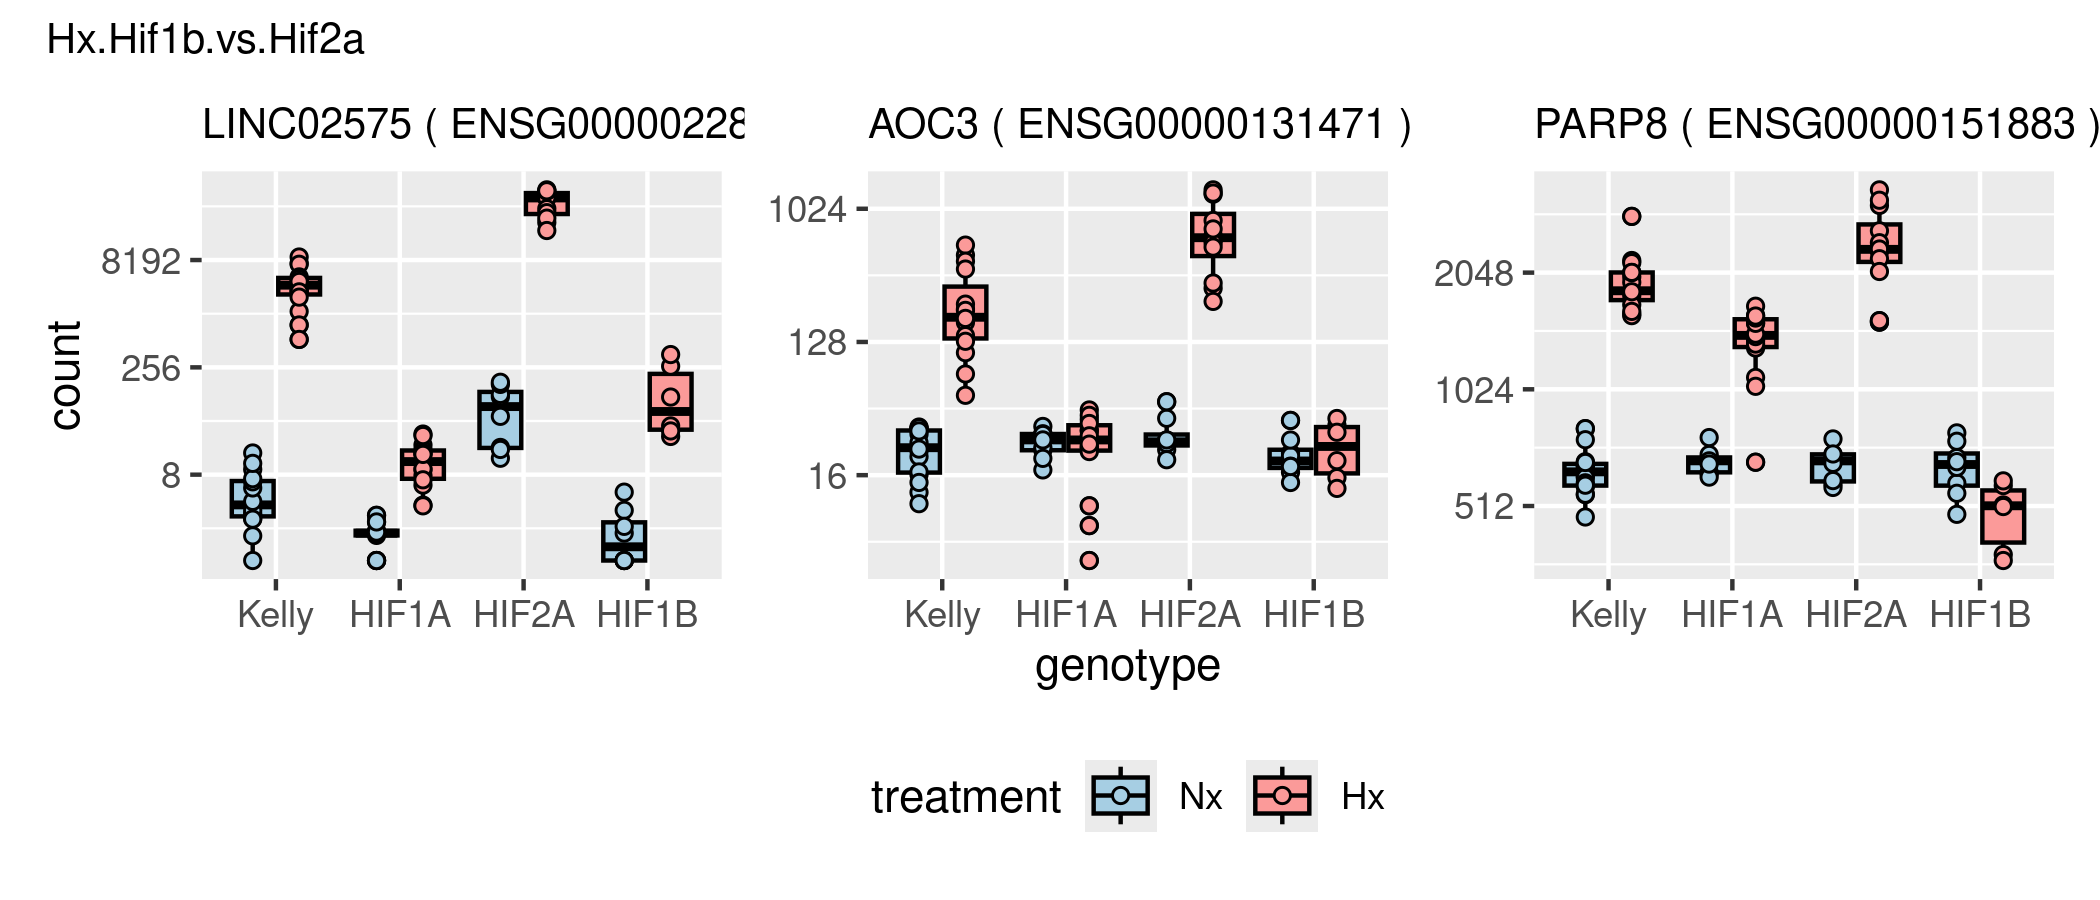 Hx.Hif1b.vs.Hif2a
LINC02575 ( ENSG00000228
AOC3 ( ENSG00000131471 )
PARP8 ( ENSG00000151883 )
count
8192
256
8
1024
128
16
2048
1024
512
Kelly HIF1A HIF2A HIF1B
Kelly HIF1A HIF2A HIF1B
Kelly HIF1A HIF2A HIF1B
genotype
treatment Nx Hx